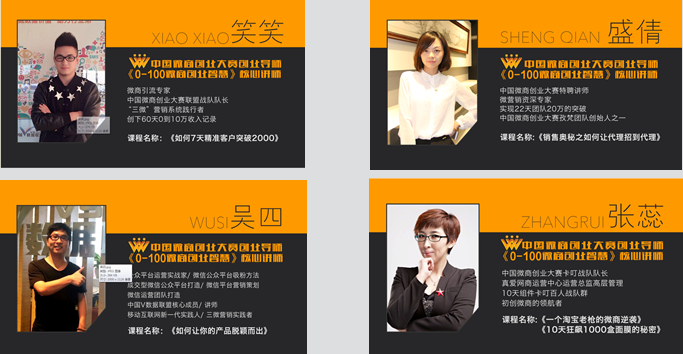 XIAO XIAO 笑笑
中国微商创业大赛创业导师
《0-100微商创业智慧》核心讲师
微商引流专家
中国微商创业大赛联盟战队队长
“三微”营销系统践行者
创下60天0到10万收入记录
课程名称：《如何7天精准客户突破2000》
SHENG QIAN 盛倩
中国微商创业大赛创业导师
《0-100微商创业智慧》核心讲师
中国微商创业大赛特聘讲师
微营销资深专家
实现22天团队20万的突破
中国微商创业大赛孜梵团队创始人之一
课程名称：《销售奥秘之如何让代理招到代理》
WUSI 吴四
中国微商创业大赛创业导师
《0-100微商创业智慧》核心讲师
公众平台运营实战家/ 微信公众平台吸粉方法
成交型微信公众平台打造/ 微信平台营销策划
微信运营团队打造
中国V数据联盟核心成员/ 讲师
移动互联网新一代实践人/ 三微营销实践者
课程名称：《如何让你的产品脱颖而出》
ZHANGRUI 张蕊
中国微商创业大赛创业导师
《0-100微商创业智慧》核心讲师
中国微商创业大赛卡叮战队队长
真爱网商运营中心运营总监高层管理
10天组件卡叮百人战队群
初创微商的领航者
课程名称:《一个淘宝老枪的微商逆袭》
《10天狂飙1000盒面膜的秘密》